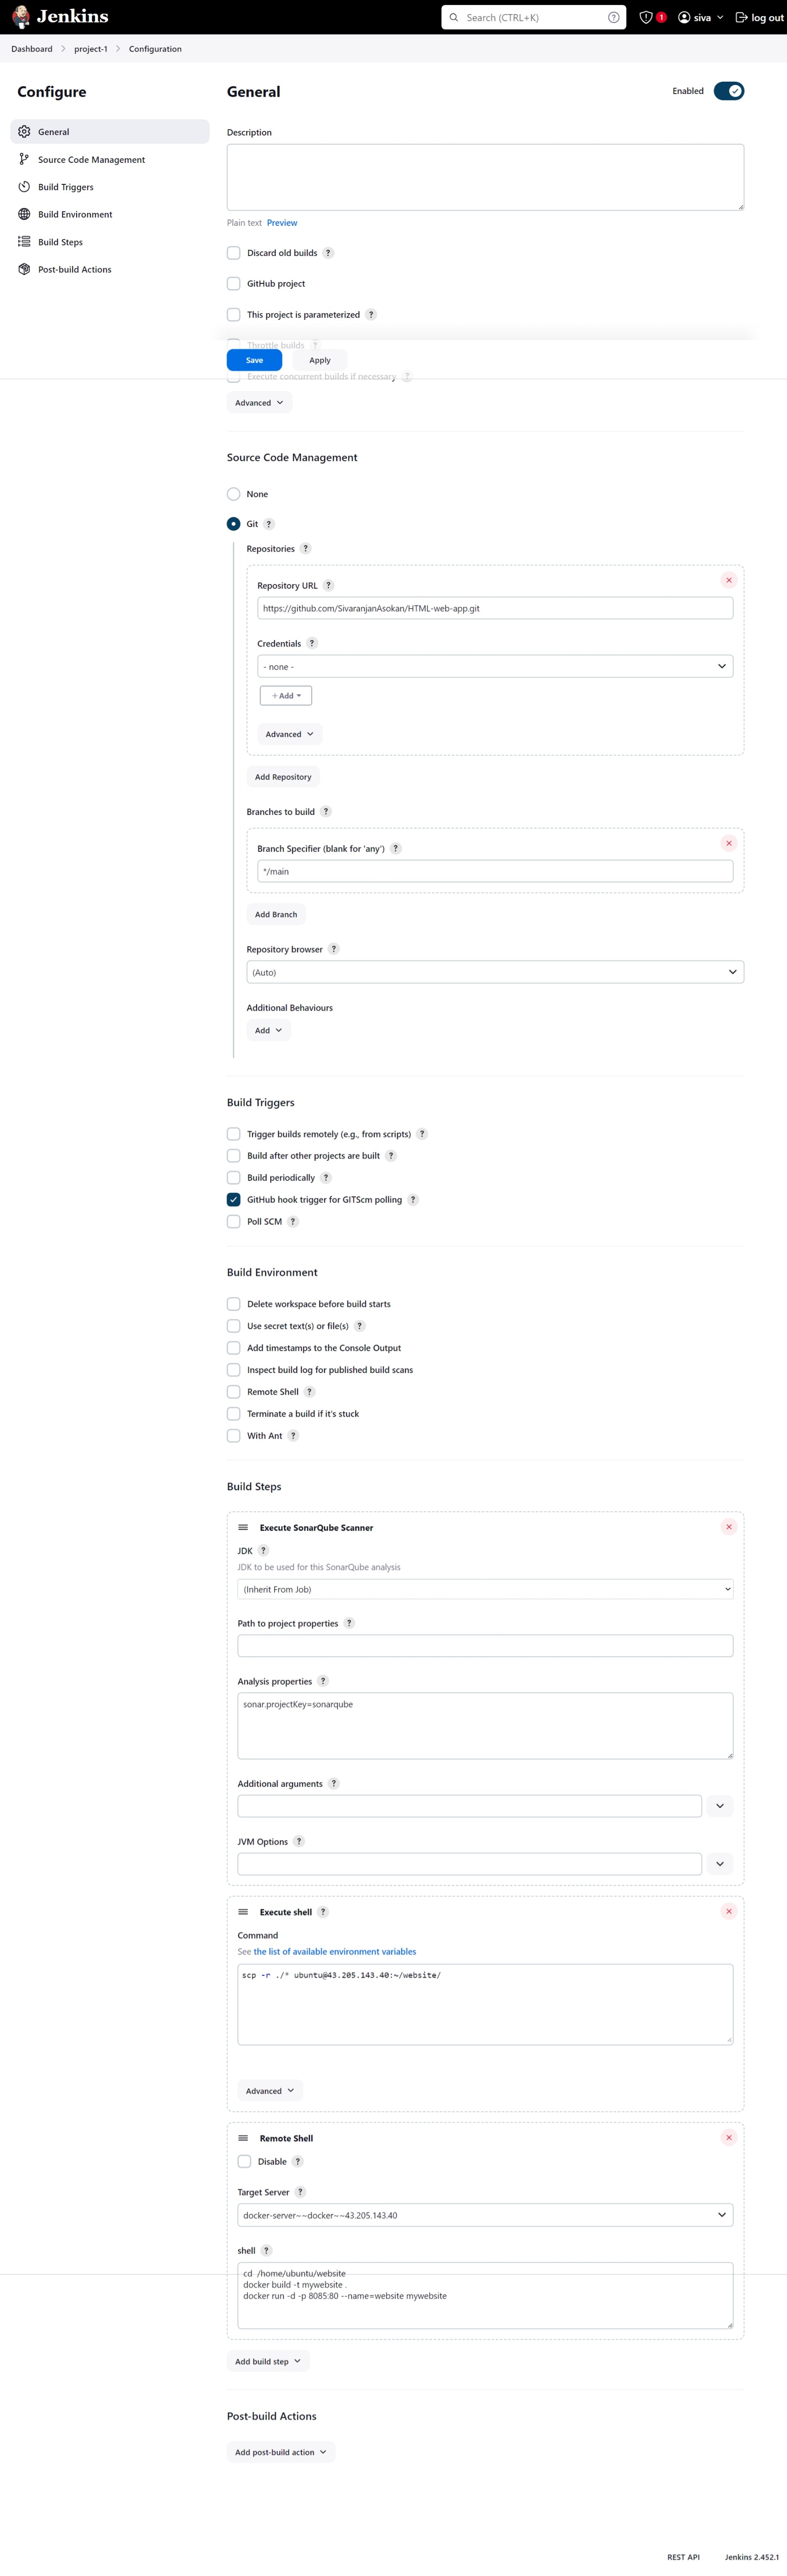 Jenkins
Search (CTRL+K)
?
1
siva
log out
Dashboard
project-1
Configuration
Configure
General
Source Code Management
Build Triggers
Build Environment
Build Steps
Post-build Actions
General
Enabled
Description
Plain text Preview
Discard old builds ?
GitHub project
This project is parameterized ?
Throttle builds ?
Save
Apply
Execute concurrent builds if necessary ?
Advanced
Source Code Management
None
Git ?
Repositories ?
Repository URL ?
https://github.com/SivaranjanAsokan/HTML-web-app.git
Credentials ?
- none -
+ Add
Advanced
Add Repository
Branches to build ?
Branch Specifier (blank for 'any') ?
*/main
Add Branch
Repository browser ?
(Auto)
Additional Behaviours
Add
Build Triggers
Trigger builds remotely (e.g., from scripts) ?
Build after other projects are built ?
Build periodically ?
GitHub hook trigger for GITScm polling ?
Poll SCM ?
Build Environment
Delete workspace before build starts
Use secret text(s) or file(s) ?
Add timestamps to the Console Output
Inspect build log for published build scans
Remote Shell ?
Terminate a build if it's stuck
With Ant ?
Build Steps
Execute SonarQube Scanner
JDK ?
JDK to be used for this SonarQube analysis
(Inherit From Job)
Path to project properties ?
Analysis properties ?
sonar.projectKey=sonarqube
Additional arguments ?
JVM Options ?
Execute shell ?
Command
See the list of available environment variables
scp -r ./* ubuntu@43.205.143.40:~/website/
Advanced
Remote Shell
Disable ?
Target Server ?
docker-server~~docker~~43.205.143.40
shell ?
cd /home/ubuntu/website
docker build -t mywebsite .
docker run -d -p 8085:80 --name=website mywebsite
Add build step
Post-build Actions
Add post-build action
REST API
Jenkins 2.452.1